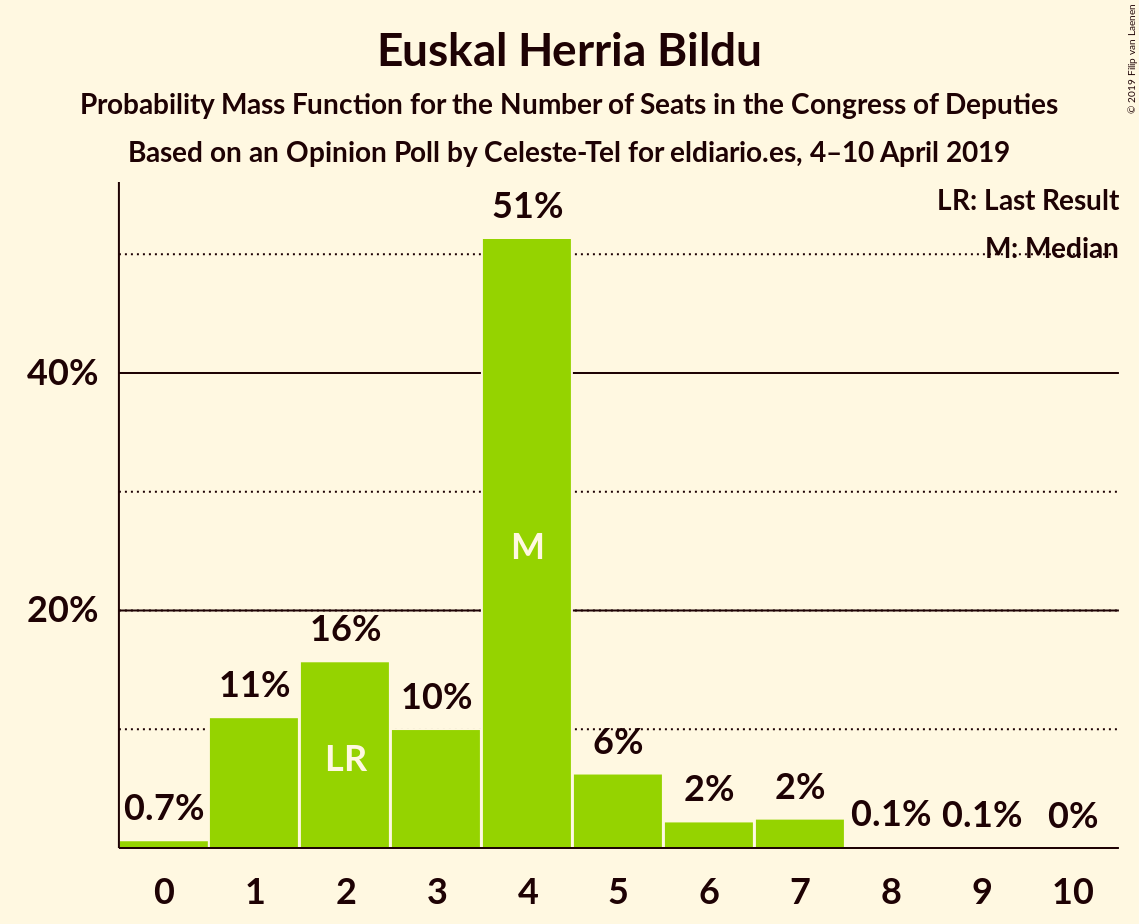 Euskal Herria Bildu
Probability Mass Function for the Number of Seats in the Congress of Deputies
Based on an Opinion Poll by Celeste-Tel for eldiario.es, 4–10 April 2019
© 2019 Filip van Laenen
LR: Last Result
M: Median
51%
40%
M
20%
16%
11%
10%
LR
6%
2%
2%
0.7%
0.1%
0.1%
0%
0 1 2 3 4 5 6 7 8 9 10